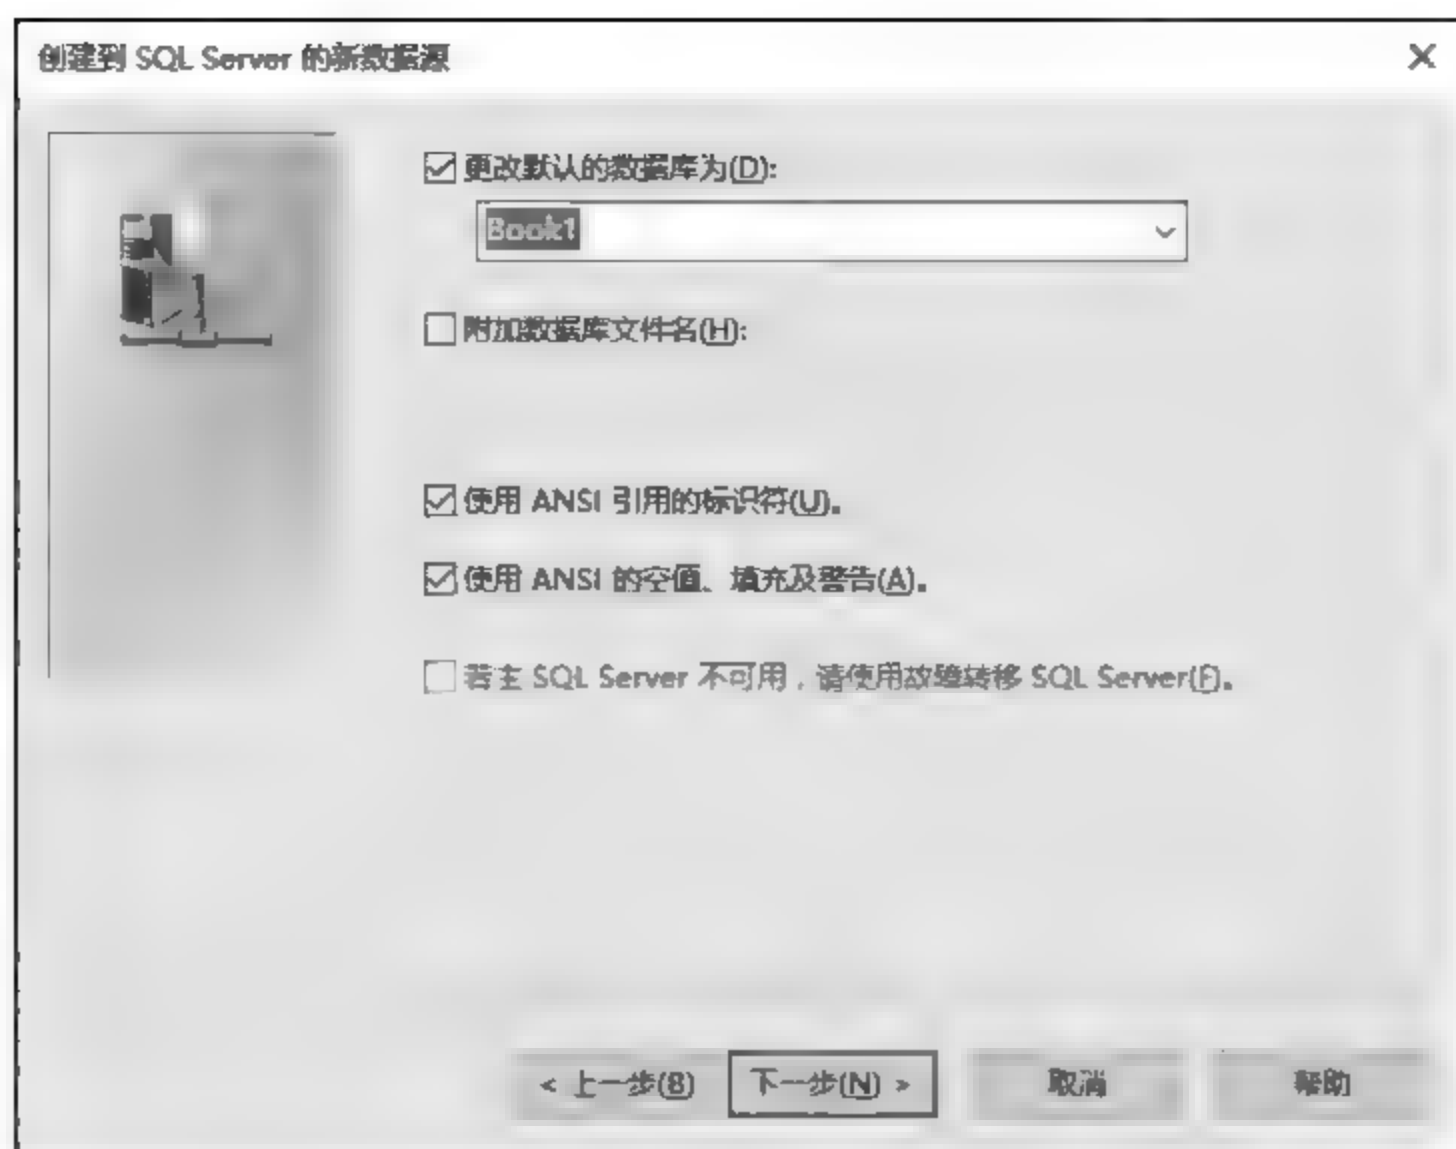 创建到 SQL Server 的新数据源
更改默认的数据库为(D):
Book1
附加数据库文件名(H):
使用 ANSI 引用的标识符(U)。
使用 ANSI 的空值、填充及警告(A)。
若主 SQL Server 不可用，请使用故障转移 SQL Server(F)。
< 上一步(B) 下一步(N) > 取消 帮助